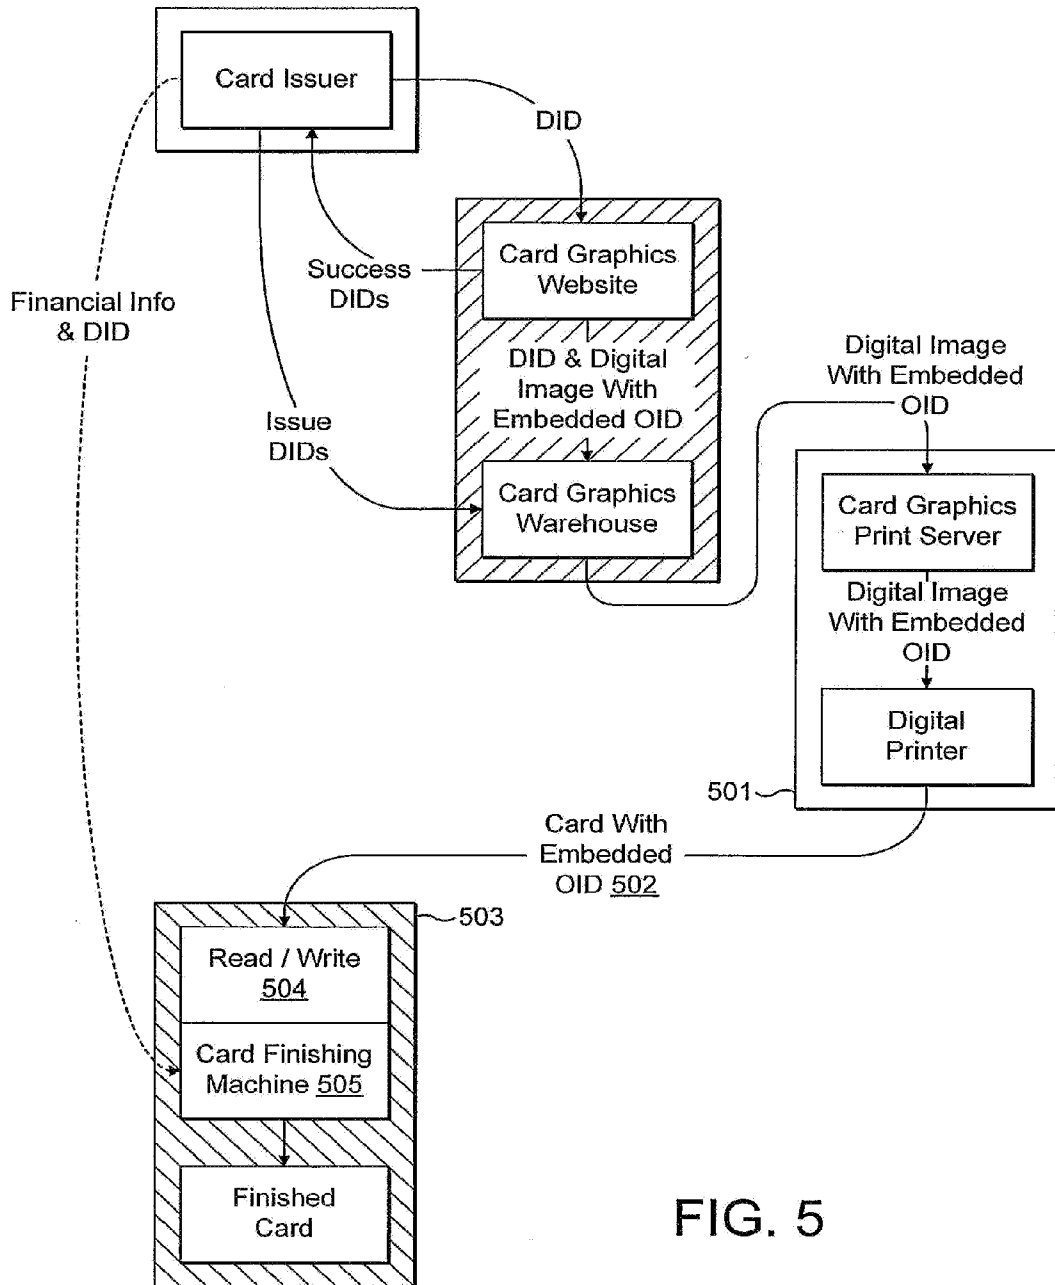 Card Issuer
DID
Card Graphics
Website
Success
DIDs
Financial Info
& DID
DID & Digital
Image With
Embedded OID
Digital Image
With Embedded
OID
Issue
DIDs
Card Graphics
Warehouse
Card Graphics
Print Server
Digital Image
With Embedded
OID
Digital
Printer
501
Card With
Embedded
OID 502
503
Read / Write
504
Card Finishing
Machine 505
Finished
Card
FIG. 5